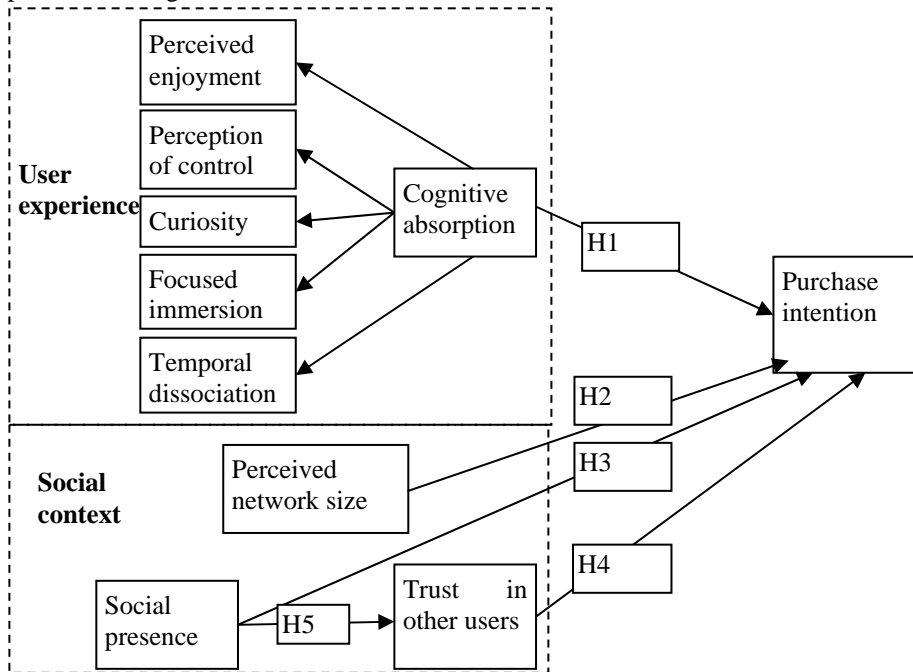 Perceived
enjoyment
Perception
of control
User
experience
Cognitive
absorption
Curiosity
H1
Focused
immersion
Purchase
intention
Temporal
dissociation
H2
Perceived
network size
H3
Social
context
H4
Social
presence
H5
Trust in
other users